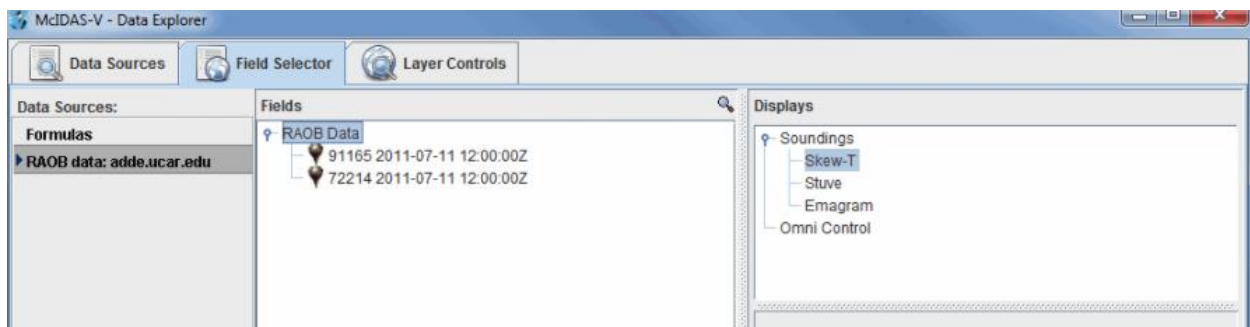 McIDAS-V - Data Explorer
Data Sources
Field Selector
Layer Controls
Data Sources:
Formulas
RAOB data: adde.ucar.edu
Fields
RAOB Data
91165 2011-07-11 12:00:00Z
72214 2011-07-11 12:00:00Z
Displays
Soundings
Skew-T
Stuve
Emagram
Omni Control